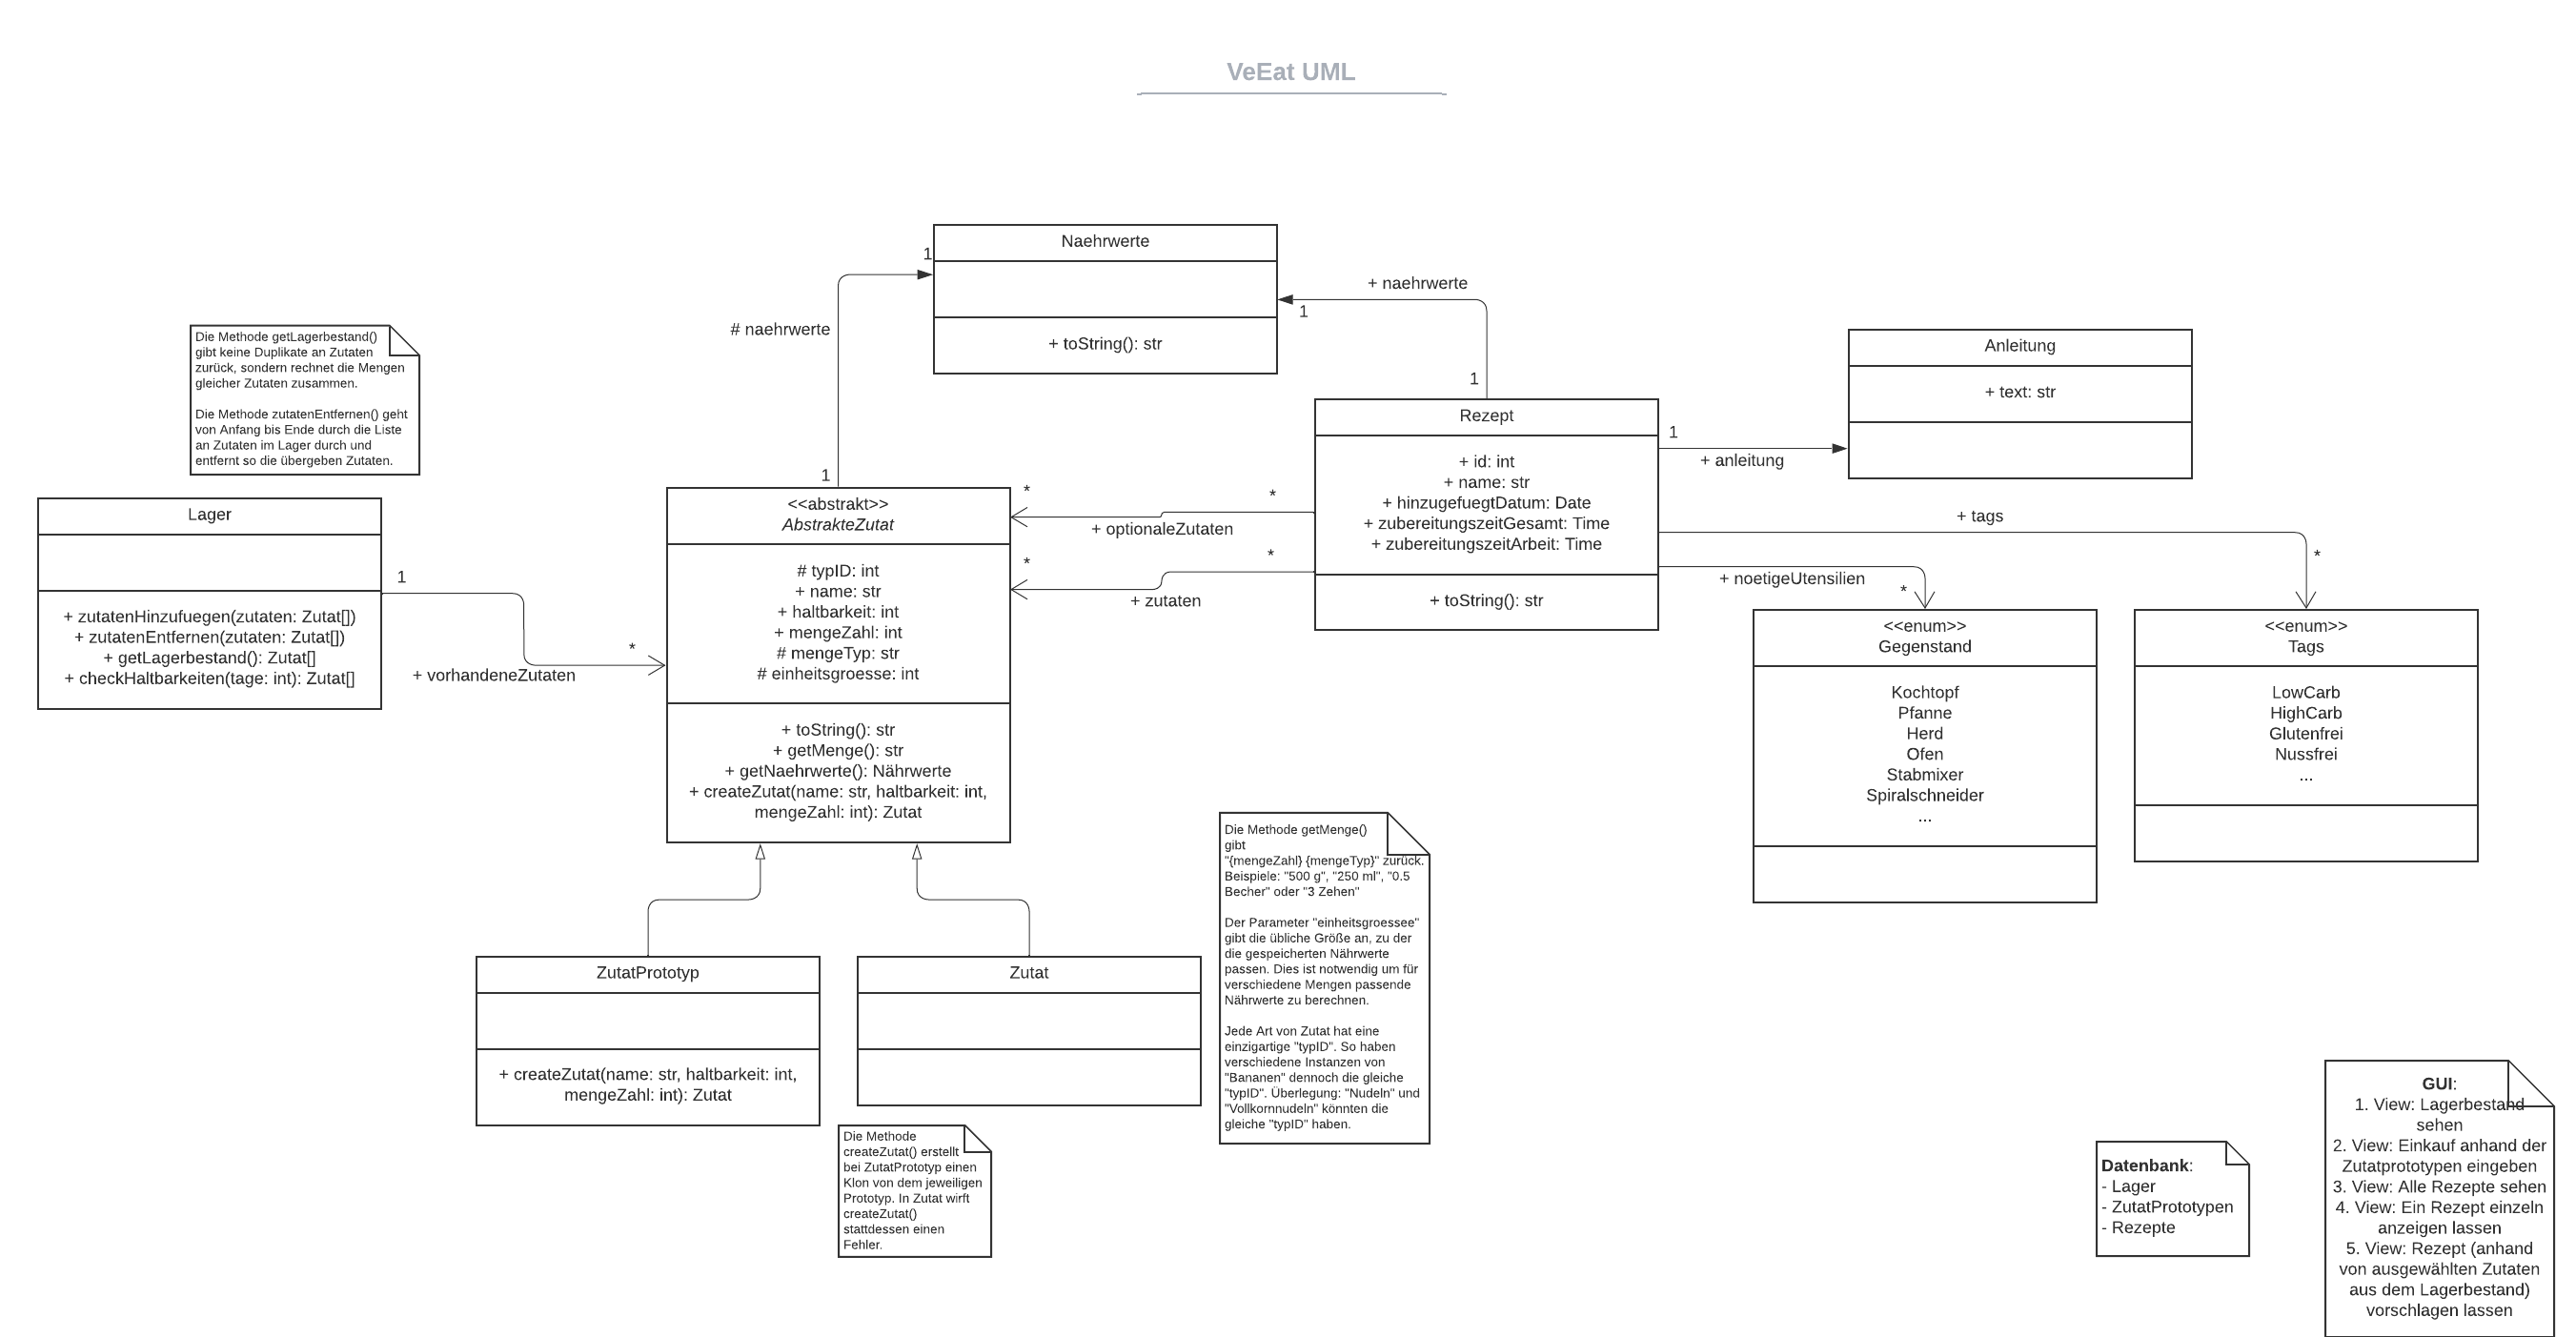 VeEat UML
Naehrwerte
+ toString(): str
1
# naehrwerte
1
+ naehrwerte
1
1
Die Methode getLagerbestand()
gibt keine Duplikate an Zutaten
zurück, sondern rechnet die Mengen
gleicher Zutaten zusammen.
Die Methode zutatenEntfernen() geht
von Anfang bis Ende durch die Liste
an Zutaten im Lager durch und
entfernt so die übergeben Zutaten.
Anleitung
+ text: str
Rezept
+ id: int
+ name: str
+ hinzugefuegtDatum: Date
+ zubereitungszeitGesamt: Time
+ zubereitungszeitArbeit: Time
+ toString(): str
1
+ anleitung
+ tags
*
+ noetigeUtensilien
*
*
*
+ optionaleZutaten
*
*
+ zutaten
Lager
+ zutatenHinzufuegen(zutaten: Zutat[])
+ zutatenEntfernen(zutaten: Zutat[])
+ getLagerbestand(): Zutat[]
+ checkHaltbarkeiten(tage: int): Zutat[]
1
*
+ vorhandeneZutaten
<<abstrakt>>
AbstrakteZutat
# typID: int
+ name: str
+ haltbarkeit: int
+ mengeZahl: int
# mengeTyp: str
# einheitsgroesse: int
+ toString(): str
+ getMenge(): str
+ getNaehrwerte(): Nährwerte
+ createZutat(name: str, haltbarkeit: int,
mengeZahl: int): Zutat
<<enum>>
Gegenstand
Kochtopf
Pfanne
Herd
Ofen
Stabmixer
Spiralschneider
...
<<enum>>
Tags
LowCarb
HighCarb
Glutenfrei
Nussfrei
...
Die Methode getMenge()
gibt
"{mengeZahl} {mengeTyp}" zurück.
Beispiele: "500 g", "250 ml", "0.5
Becher" oder "3 Zehen"
Der Parameter "einheitsgroessee"
gibt die übliche Größe an, zu der
die gespeicherten Nährwerte
passen. Dies ist notwendig um für
verschiedene Mengen passende
Nährwerte zu berechnen.
Jede Art von Zutat hat eine
einzigartige "typID". So haben
verschiedene Instanzen von
"Bananen" dennoch die gleiche
"typID". Überlegung: "Nudeln" und
"Vollkornnudeln" könnten die
gleiche "typID" haben.
ZutatPrototyp
+ createZutat(name: str, haltbarkeit: int,
mengeZahl: int): Zutat
Zutat
Die Methode
createZutat() erstellt
bei ZutatPrototyp einen
Klon von dem jeweiligen
Prototyp. In Zutat wirft
createZutat()
stattdessen einen
Fehler.
Datenbank:
- Lager
- ZutatPrototypen
- Rezepte
GUI:
1. View: Lagerbestand
sehen
2. View: Einkauf anhand der
Zutatprototypen eingeben
3. View: Alle Rezepte sehen
4. View: Ein Rezept einzeln
anzeigen lassen
5. View: Rezept (anhand
von ausgewählten Zutaten
aus dem Lagerbestand)
vorschlagen lassen